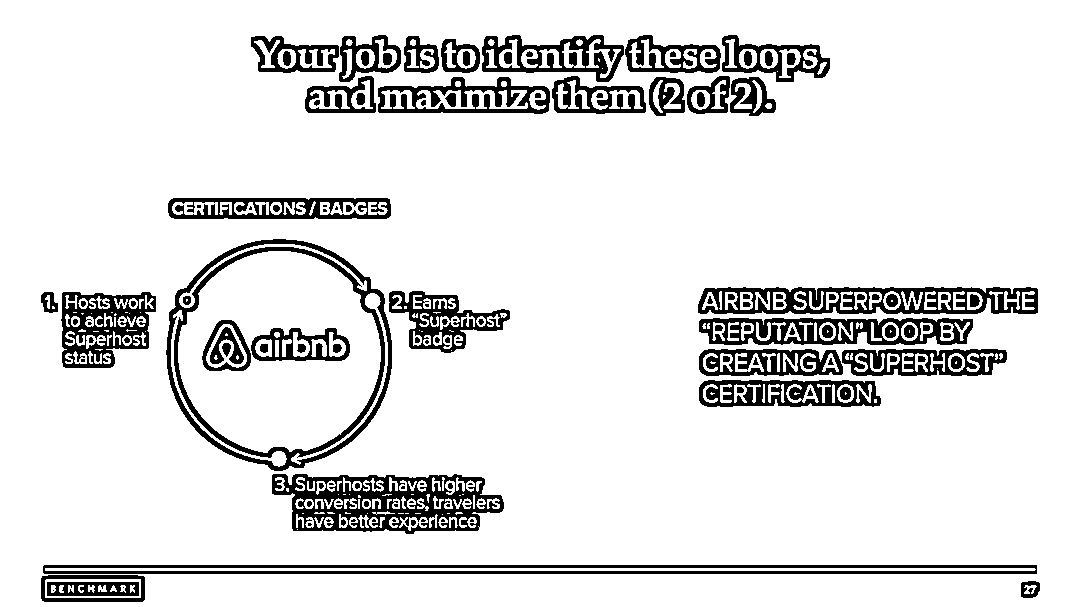 Your job is to identify these loops,
and maximize them (2 of 2).
CERTIFICATIONS / BADGES
1. Hosts work
to achieve
Superhost
status
2. Earns
“Superhost”
badge
airbnb
3. Superhosts have higher
conversion rates, travelers
have better experience
AIRBNB SUPERPOWERED THE
“REPUTATION” LOOP BY
CREATING A “SUPERHOST”
CERTIFICATION.
BENCHMARK
27